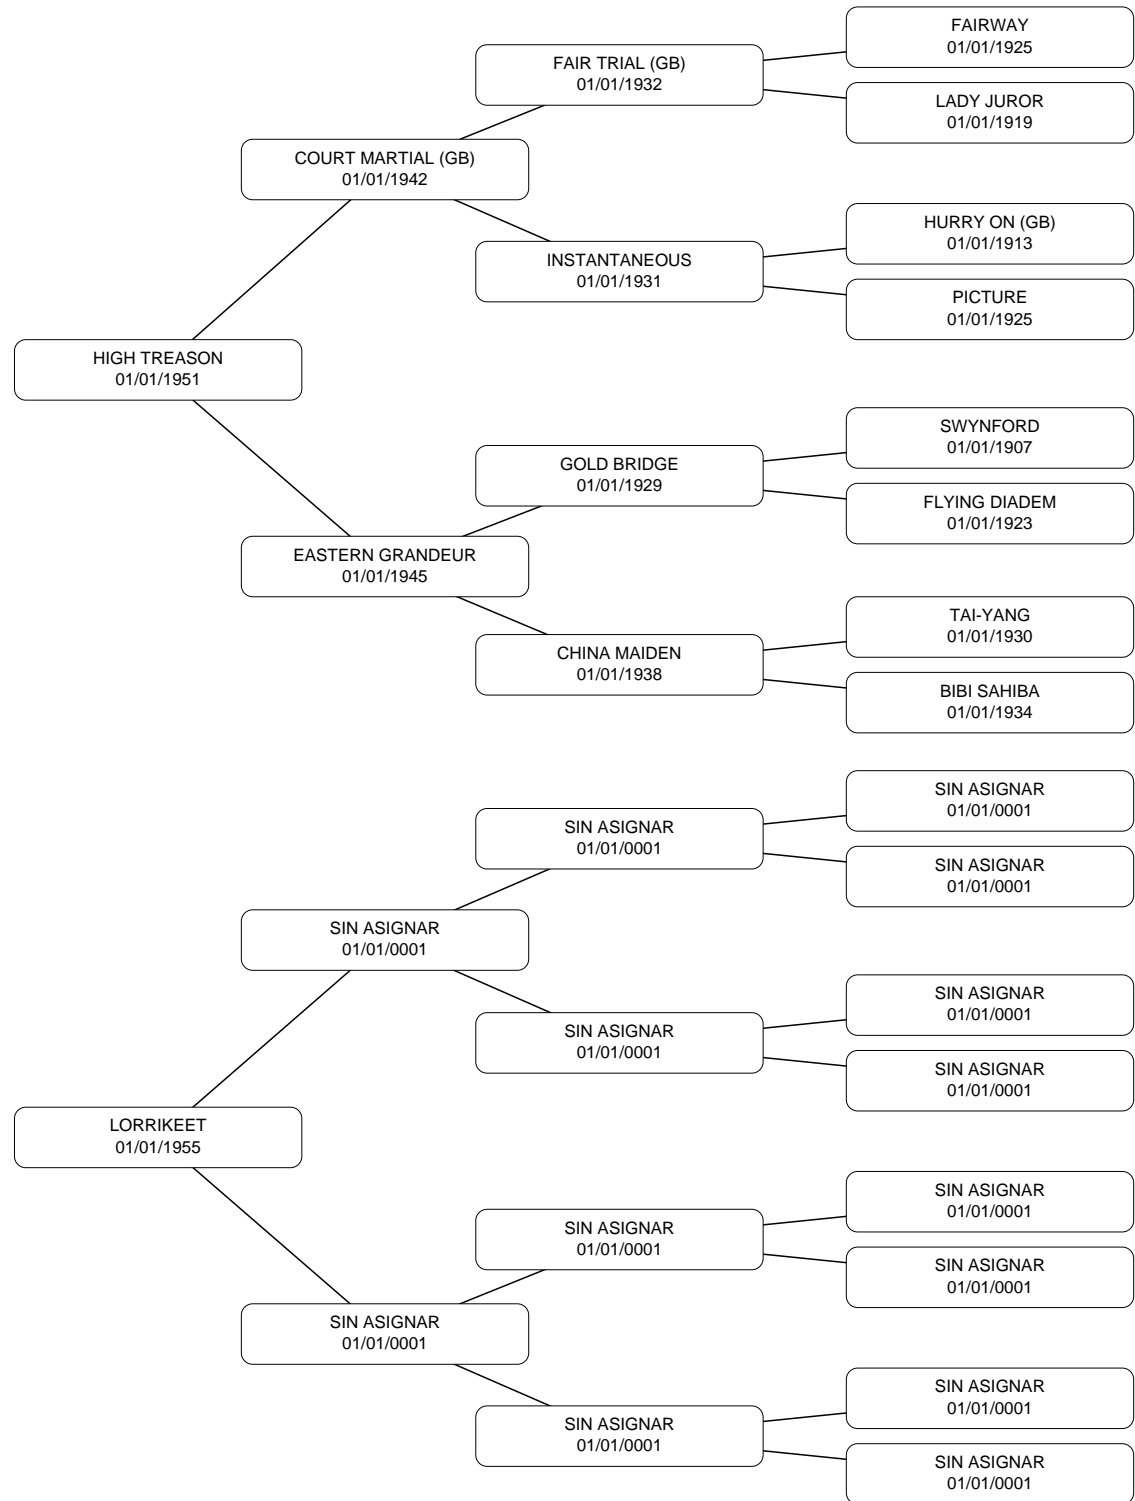 FAIRWAY
01/01/1925
FAIR TRIAL (GB)
01/01/1932
LADY JUROR
01/01/1919
COURT MARTIAL (GB)
01/01/1942
HURRY ON (GB)
01/01/1913
INSTANTANEOUS
01/01/1931
PICTURE
01/01/1925
HIGH TREASON
01/01/1951
SWYNFORD
01/01/1907
GOLD BRIDGE
01/01/1929
FLYING DIADEM
01/01/1923
EASTERN GRANDEUR
01/01/1945
TAI-YANG
01/01/1930
CHINA MAIDEN
01/01/1938
BIBI SAHIBA
01/01/1934
SIN ASIGNAR
01/01/0001
SIN ASIGNAR
01/01/0001
SIN ASIGNAR
01/01/0001
SIN ASIGNAR
01/01/0001
SIN ASIGNAR
01/01/0001
SIN ASIGNAR
01/01/0001
SIN ASIGNAR
01/01/0001
LORRIKEET
01/01/1955
SIN ASIGNAR
01/01/0001
SIN ASIGNAR
01/01/0001
SIN ASIGNAR
01/01/0001
SIN ASIGNAR
01/01/0001
SIN ASIGNAR
01/01/0001
SIN ASIGNAR
01/01/0001
SIN ASIGNAR
01/01/0001